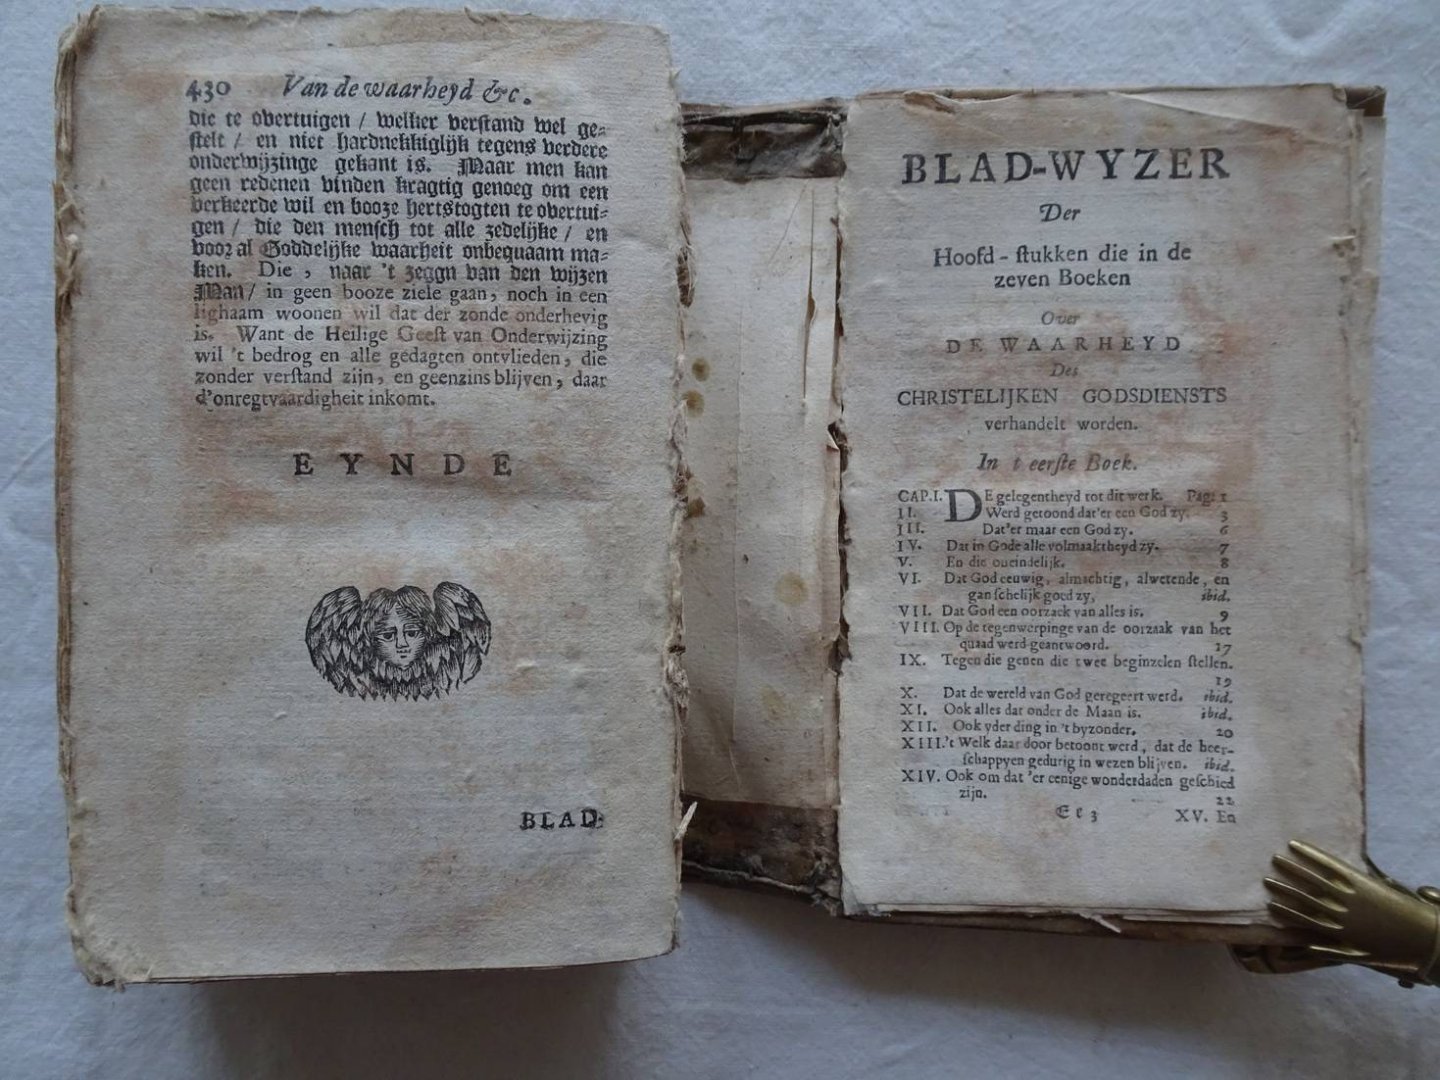 430 Van de waarheyd &c.
die te overtuigen / welker verstand wel ge-
stelt / en niet hardnekkiglijk tegens verdere
onderwijzinge gekant is. Maar men kan
geen redenen vinden kragtig genoeg om een
verkeerde wil en booze hertstogten te overtui-
gen / die den mensch tot alle zedelijke / en
voor al Goddelijke waarheit onbequaam ma-
ken. Die, naar 't zeggn van den wijzen
Man / in geen booze ziele gaan, noch in een
lighaam woonen wil dat der zonde onderhevig
is. Want de Heilige Geest van Onderwijzing
wil 't bedrog en alle gedagten ontvlieden, die
zonder verstand zijn, en geenzins blijven, daar
d'onregtvaardigheit inkomt.
EYNDE
BLAD-
BLAD-WYZER
Der
Hoofd-stukken die in de
zeven Boeken
Over
DE WAARHEYD
Des
CHRISTELIJKEN GODSDIENSTS
verhandelt worden.
In t eerste Boek.
CAP.I. DE gelegentheyd tot dit werk. Pag: 1
II. Werd getoond dat'er een God zy. 3
III. Dat'er maar een God zy. 6
IV. Dat in Gode alle volmaaktheyd zy. 7
V. En die oneindelijk. 8
VI. Dat God eeuwig, almachtig, alwetende, en
ganschelijk goed zy, ibid.
VII. Dat God een oorzaek van alles is. 9
VIII. Op de tegenwerpinge van de oorzaak van het
quaad werd geantwoord. 17
IX. Tegen die genen die twee beginzelen stellen.
19
X. Dat de wereld van God geregeert werd. ibid.
XI. Ook alles dat onder de Maan is. ibid.
XII. Ook yder ding in 't byzonder. 20
XIII. 't Welk daar door betoont werd, dat de heer-
schappyen gedurig in wezen blijven. ibid.
XIV. Ook om dat 'er eenige wonderdaden geschied
zijn. 22
Ee 3 XV. En